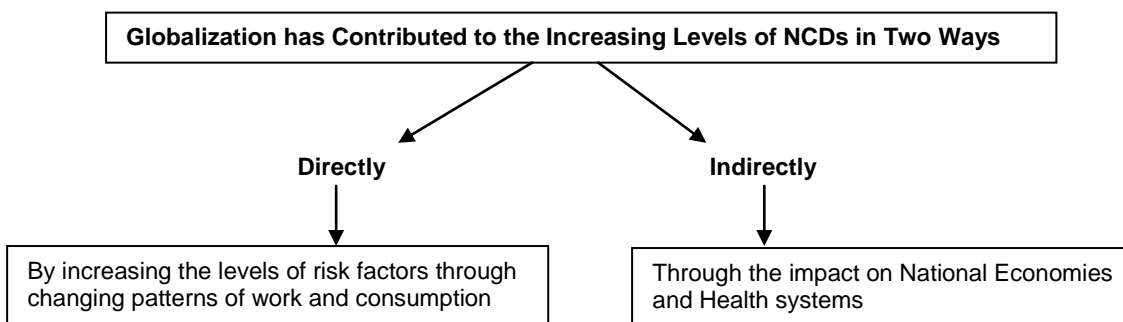 Globalization has Contributed to the Increasing Levels of NCDs in Two Ways
Directly
Indirectly
By increasing the levels of risk factors through
changing patterns of work and consumption
Through the impact on National Economies
and Health systems